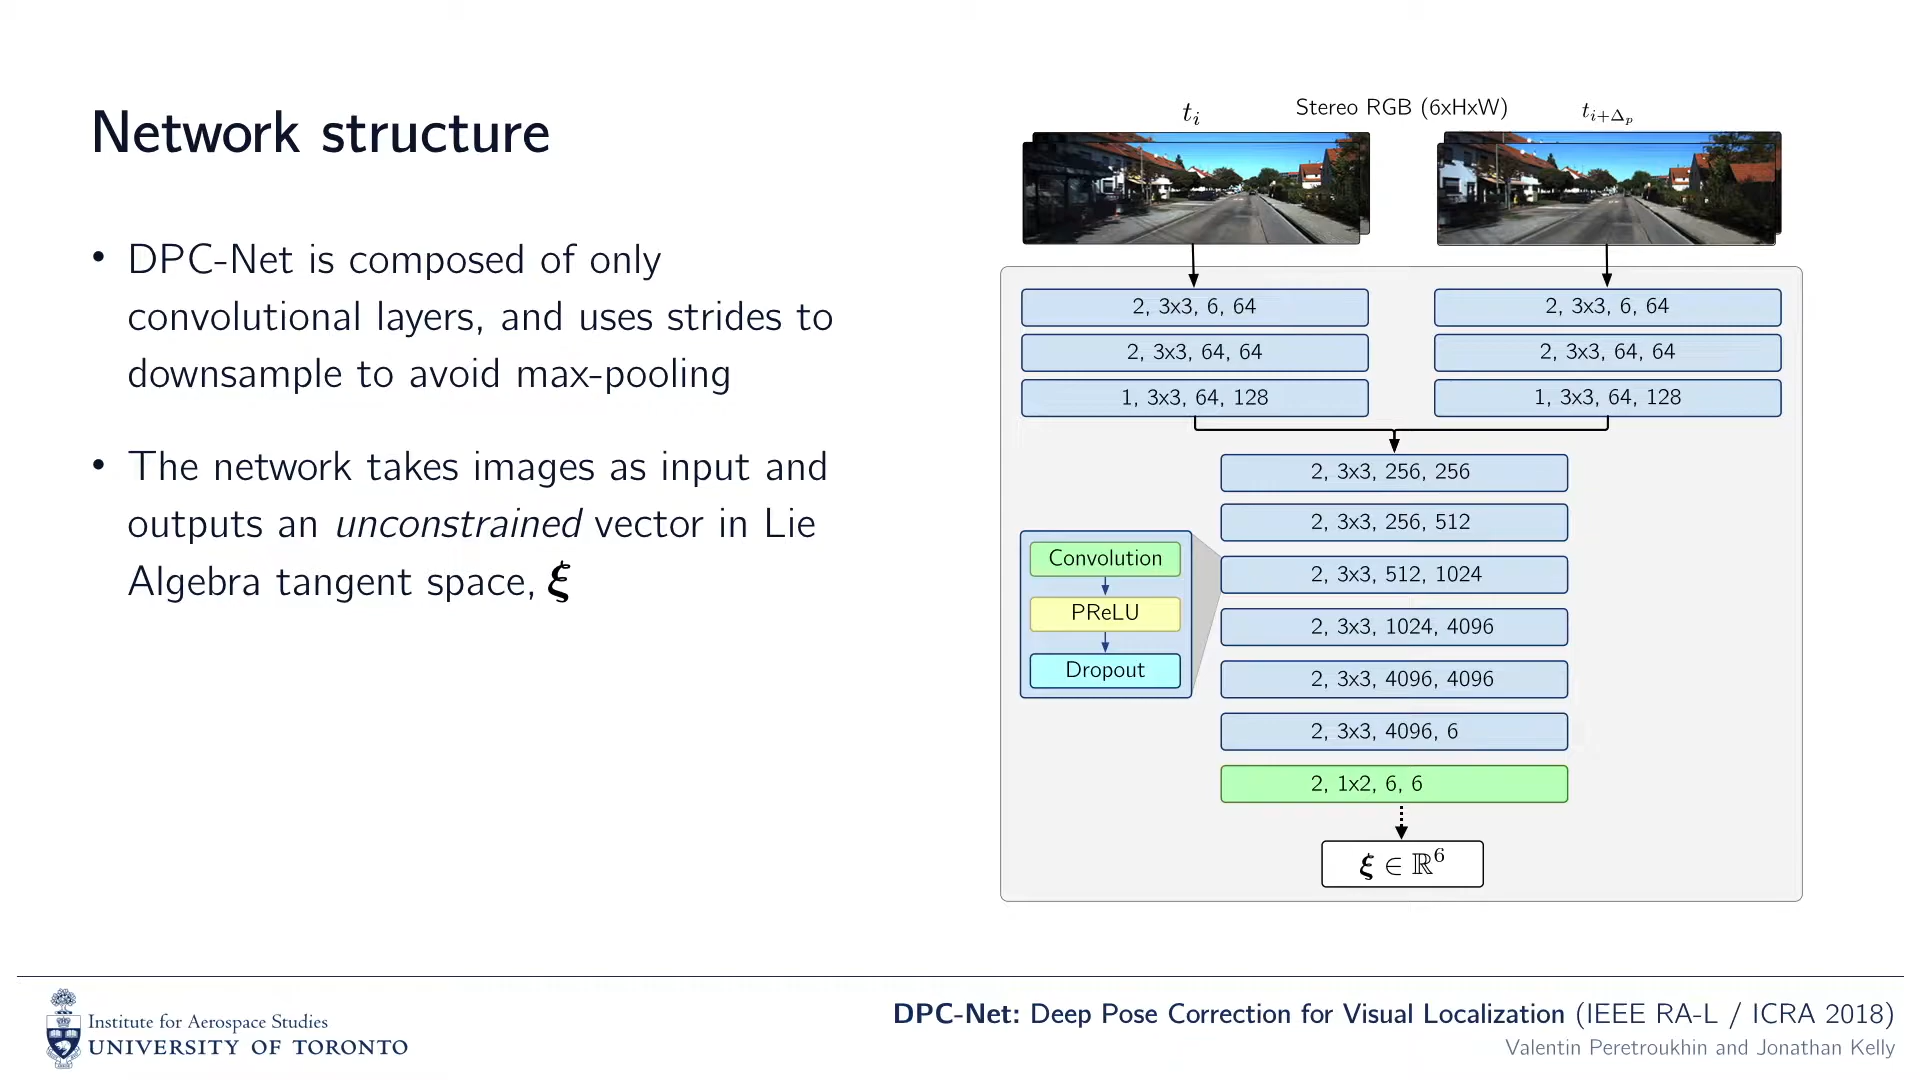 Network structure
• DPC-Net is composed of only
convolutional layers, and uses strides to
downsample to avoid max-pooling
• The network takes images as input and
outputs an unconstrained vector in Lie
Algebra tangent space, ξ
t_i
Stereo RGB (6xHxW)
t_{i+Δ_p}
2, 3x3, 6, 64
2, 3x3, 64, 64
1, 3x3, 64, 128
2, 3x3, 6, 64
2, 3x3, 64, 64
1, 3x3, 64, 128
2, 3x3, 256, 256
2, 3x3, 256, 512
2, 3x3, 512, 1024
2, 3x3, 1024, 4096
2, 3x3, 4096, 4096
2, 3x3, 4096, 6
2, 1x2, 6, 6
Convolution
PReLU
Dropout
ξ ∈ ℝ⁶
Institute for Aerospace Studies
UNIVERSITY OF TORONTO
DPC-Net: Deep Pose Correction for Visual Localization (IEEE RA-L / ICRA 2018)
Valentin Peretroukhin and Jonathan Kelly